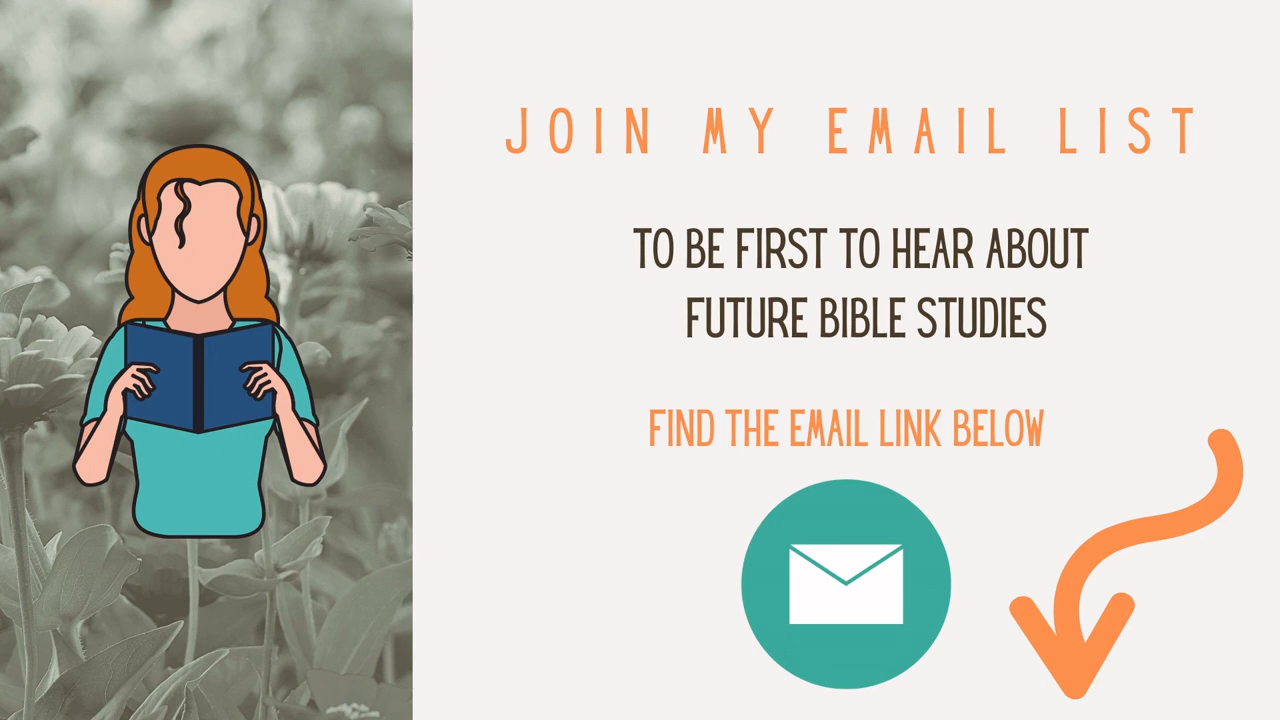 JOIN MY EMAIL LIST
TO BE FIRST TO HEAR ABOUT
FUTURE BIBLE STUDIES
FIND THE EMAIL LINK BELOW